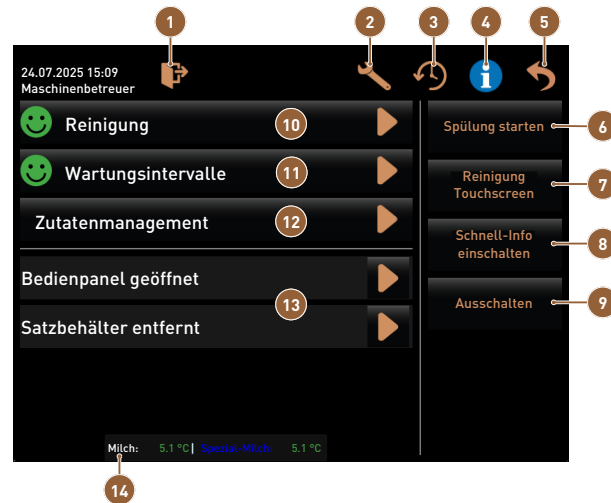 1
2
3
4
5
24.07.2025 15:09
Maschinenbetreuer
i
Reinigung
10
Wartungsintervalle
11
Zutatenmanagement
12
Bedienpanel geöffnet
13
Satzbehälter entfernt
Spülung starten
6
Reinigung
Touchscreen
7
Schnell-Info
einschalten
8
Ausschalten
9
Milch: 5.1 °C| Spezial-Milch: 5.1 °C
14